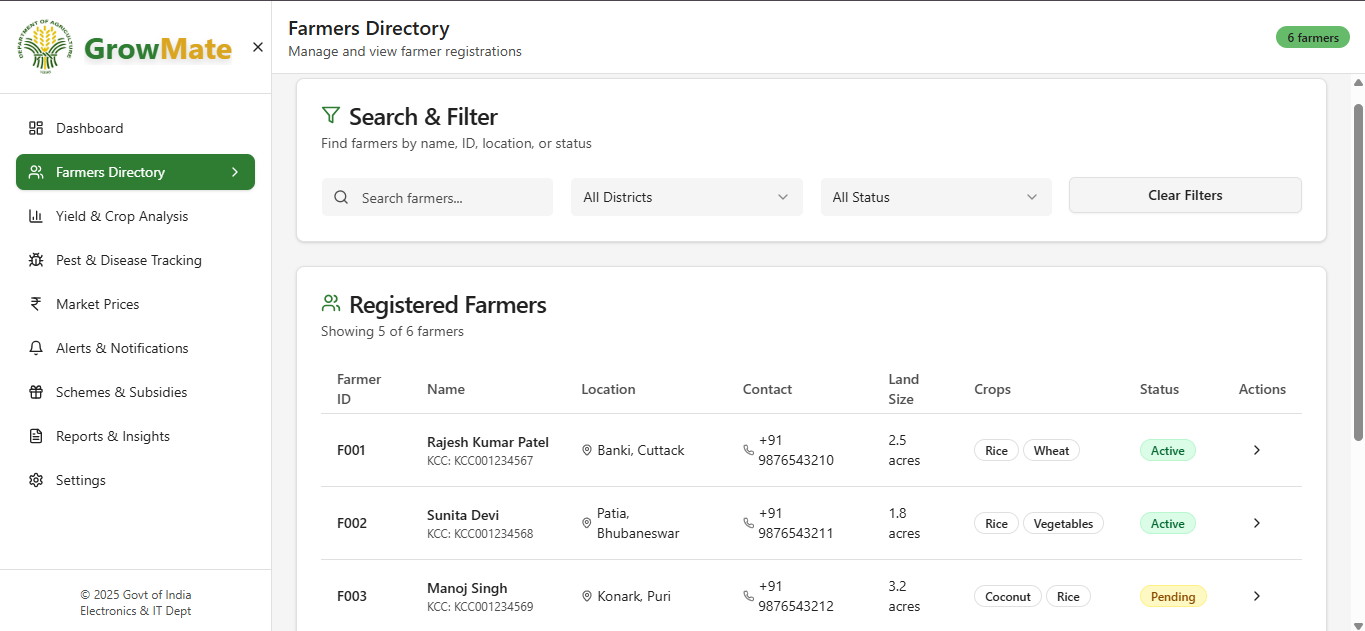 DEPARTMENT OF AGRICULTURE
GrowMate
Farmers Directory
Manage and view farmer registrations
6 farmers
Dashboard
Farmers Directory
Yield & Crop Analysis
Pest & Disease Tracking
₹ Market Prices
Alerts & Notifications
Schemes & Subsidies
Reports & Insights
Settings
© 2025 Govt of India
Electronics & IT Dept
Search & Filter
Find farmers by name, ID, location, or status
Search farmers...
All Districts
All Status
Clear Filters
Registered Farmers
Showing 5 of 6 farmers
Farmer ID Name Location Contact Land Size Crops Status Actions
F001 Rajesh Kumar Patel Banki, Cuttack +91 9876543210 2.5 acres Rice Wheat Active
KCC: KCC001234567
F002 Sunita Devi Patia, Bhubaneswar +91 9876543211 1.8 acres Rice Vegetables Active
KCC: KCC001234568
F003 Manoj Singh Konark, Puri +91 9876543212 3.2 acres Coconut Rice Pending
KCC: KCC001234569